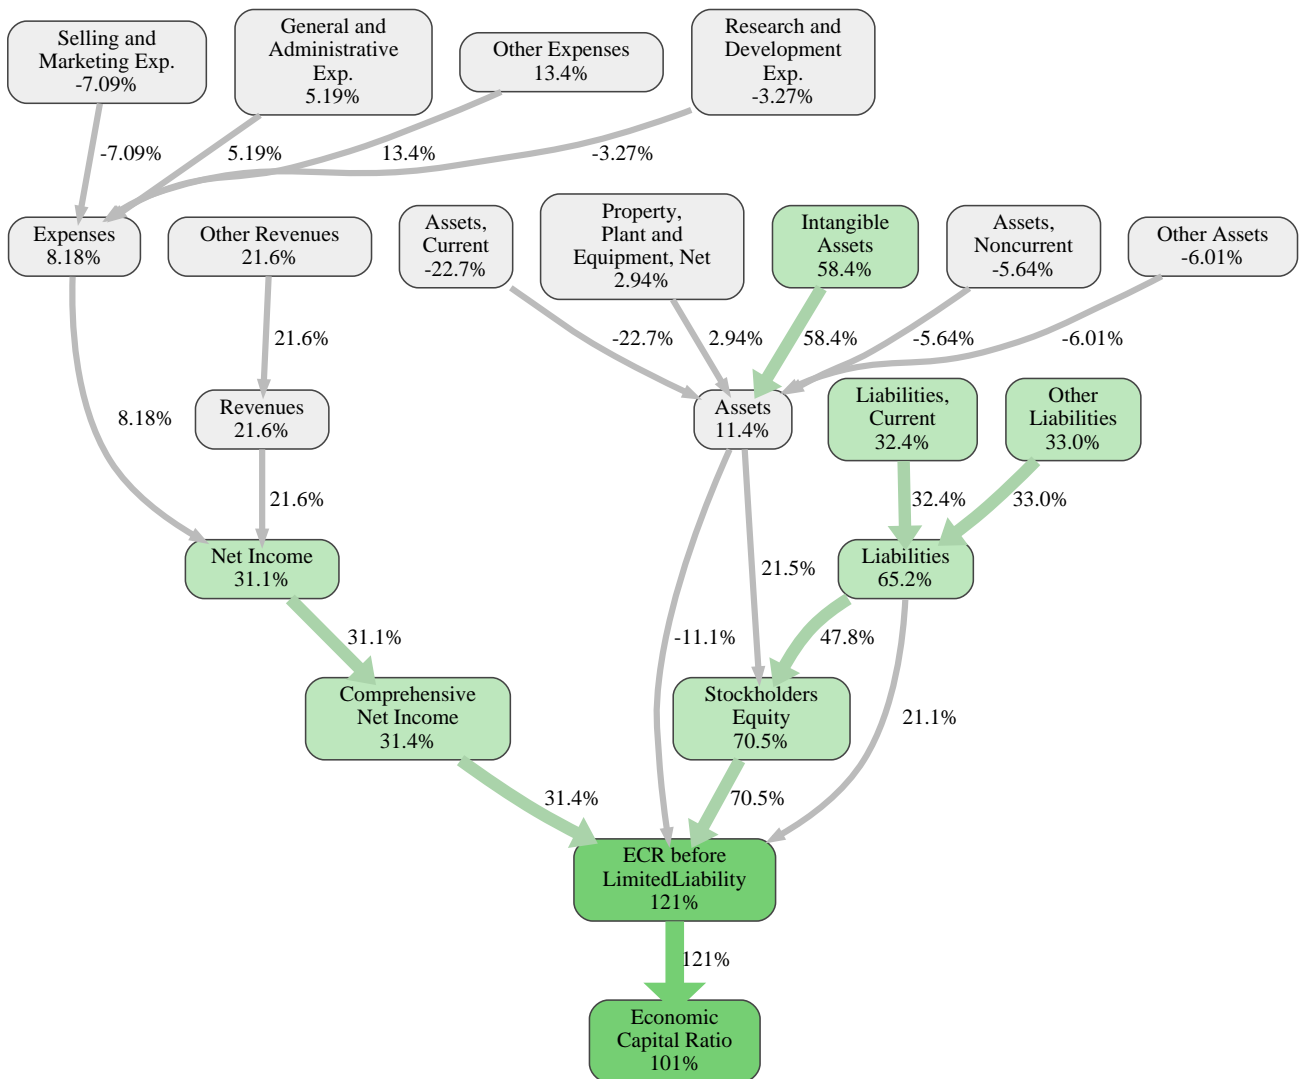 Selling and
Marketing Exp.
-7.09%
General and
Administrative
Exp.
5.19%
Other Expenses
13.4%
Research and
Development
Exp.
-3.27%
-7.09%
5.19%
13.4%
-3.27%
Expenses
8.18%
Other Revenues
21.6%
Assets,
Current
-22.7%
Property,
Plant and
Equipment, Net
2.94%
Intangible
Assets
58.4%
Assets,
Noncurrent
-5.64%
Other Assets
-6.01%
21.6%
-22.7%
2.94%
58.4%
-5.64%
-6.01%
8.18%
Revenues
21.6%
Assets
11.4%
Liabilities,
Current
32.4%
Other
Liabilities
33.0%
21.6%
32.4%
33.0%
Net Income
31.1%
21.5%
Liabilities
65.2%
31.1%
-11.1%
47.8%
Comprehensive
Net Income
31.4%
Stockholders
Equity
70.5%
21.1%
31.4%
70.5%
ECR before
LimitedLiability
121%
121%
Economic
Capital Ratio
101%